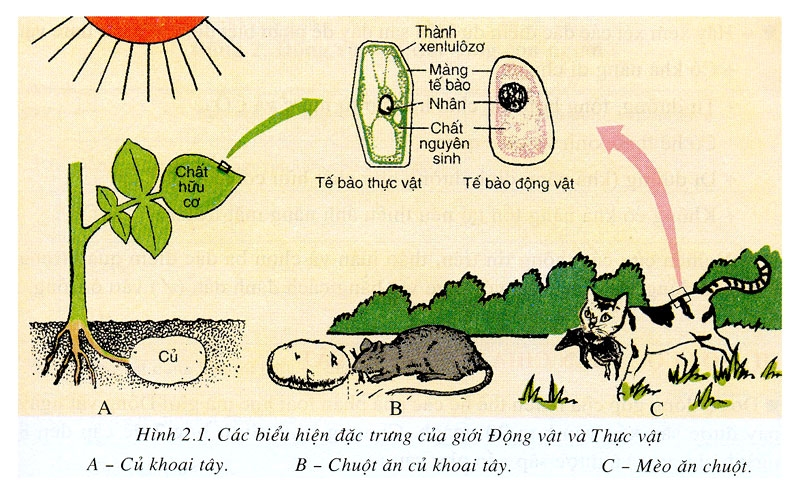 Thành
xenlulôzơ
Màng
tế bào
Nhân
Chất
nguyên
sinh
Tế bào thực vật
Tế bào động vật
Chất
hữu
cơ
Củ
A
B
C
Hình 2.1. Các biểu hiện đặc trưng của giới Động vật và Thực vật
A – Củ khoai tây.
B – Chuột ăn củ khoai tây.
C – Mèo ăn chuột.